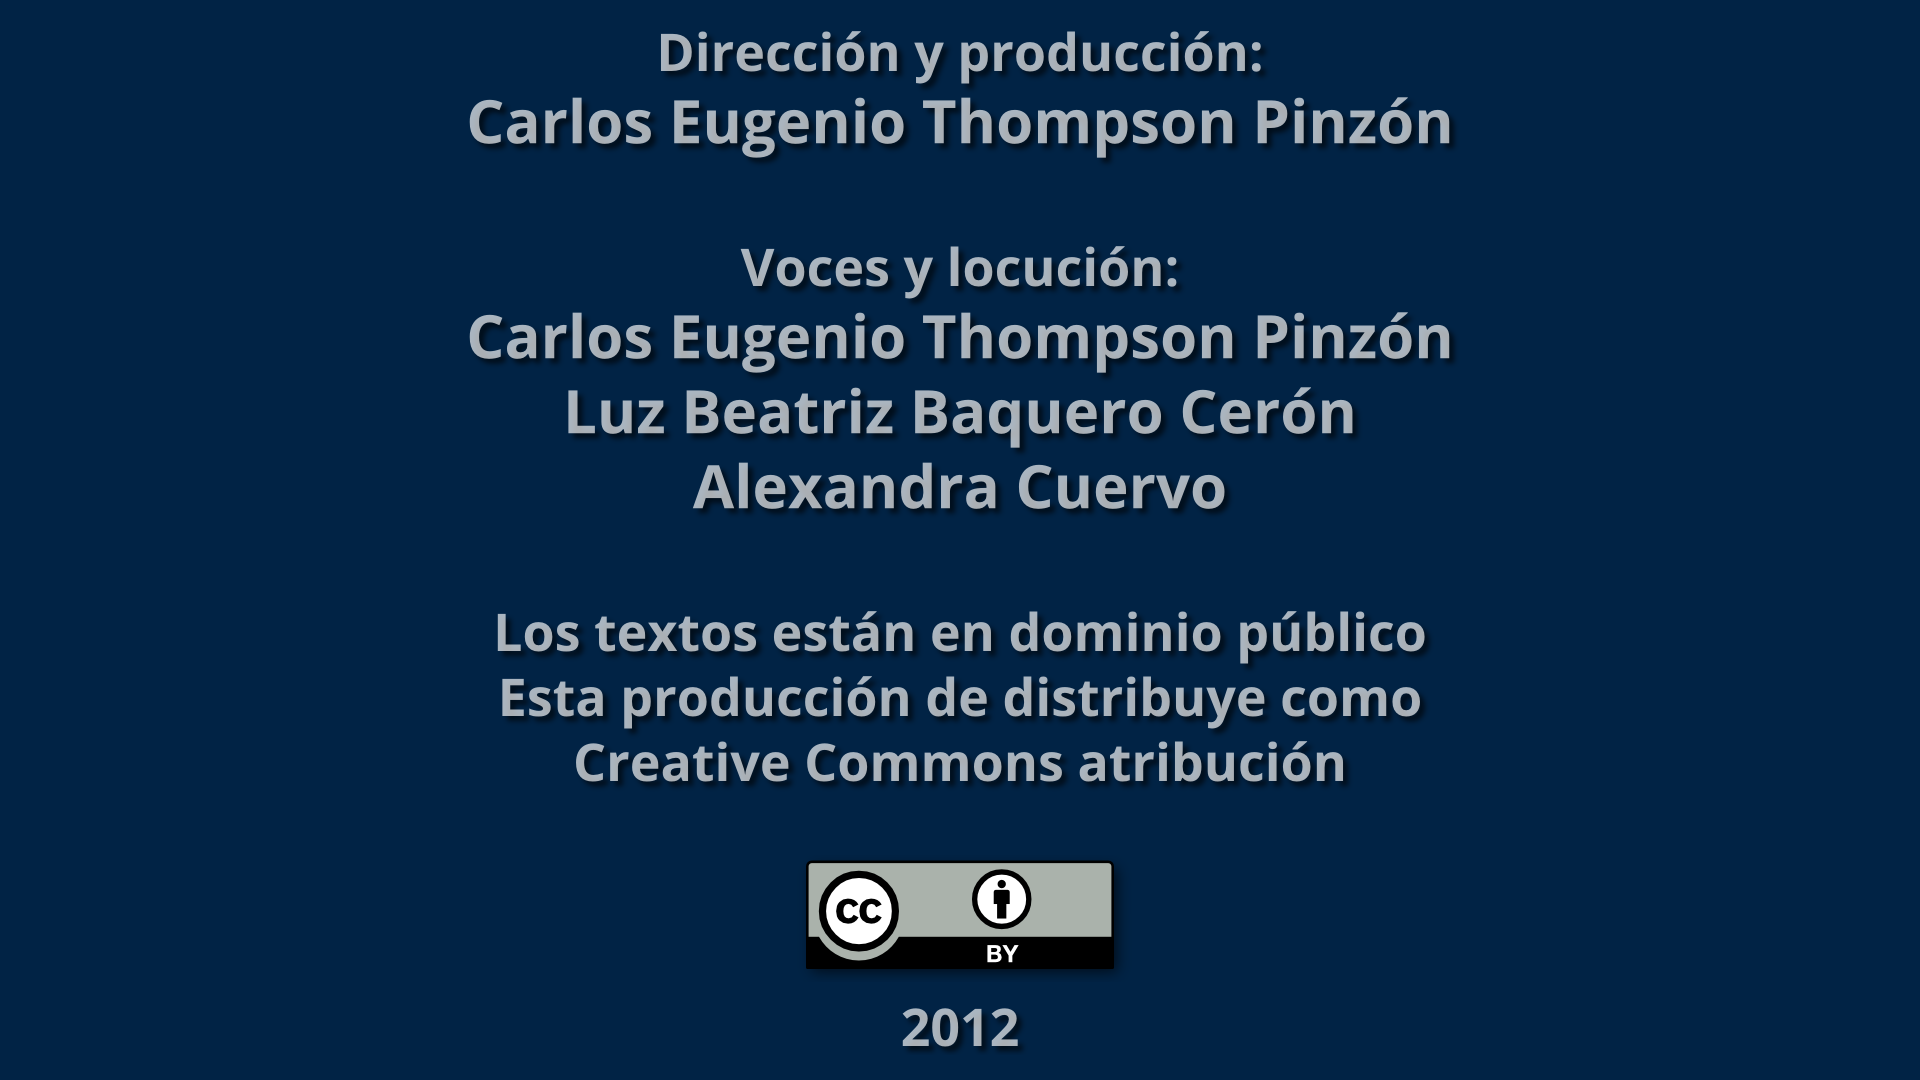 Dirección y producción:
Carlos Eugenio Thompson Pinzón
Voces y locución:
Carlos Eugenio Thompson Pinzón
Luz Beatriz Baquero Cerón
Alexandra Cuervo
Los textos están en dominio público
Esta producción de distribuye como
Creative Commons atribución
cc
BY
2012